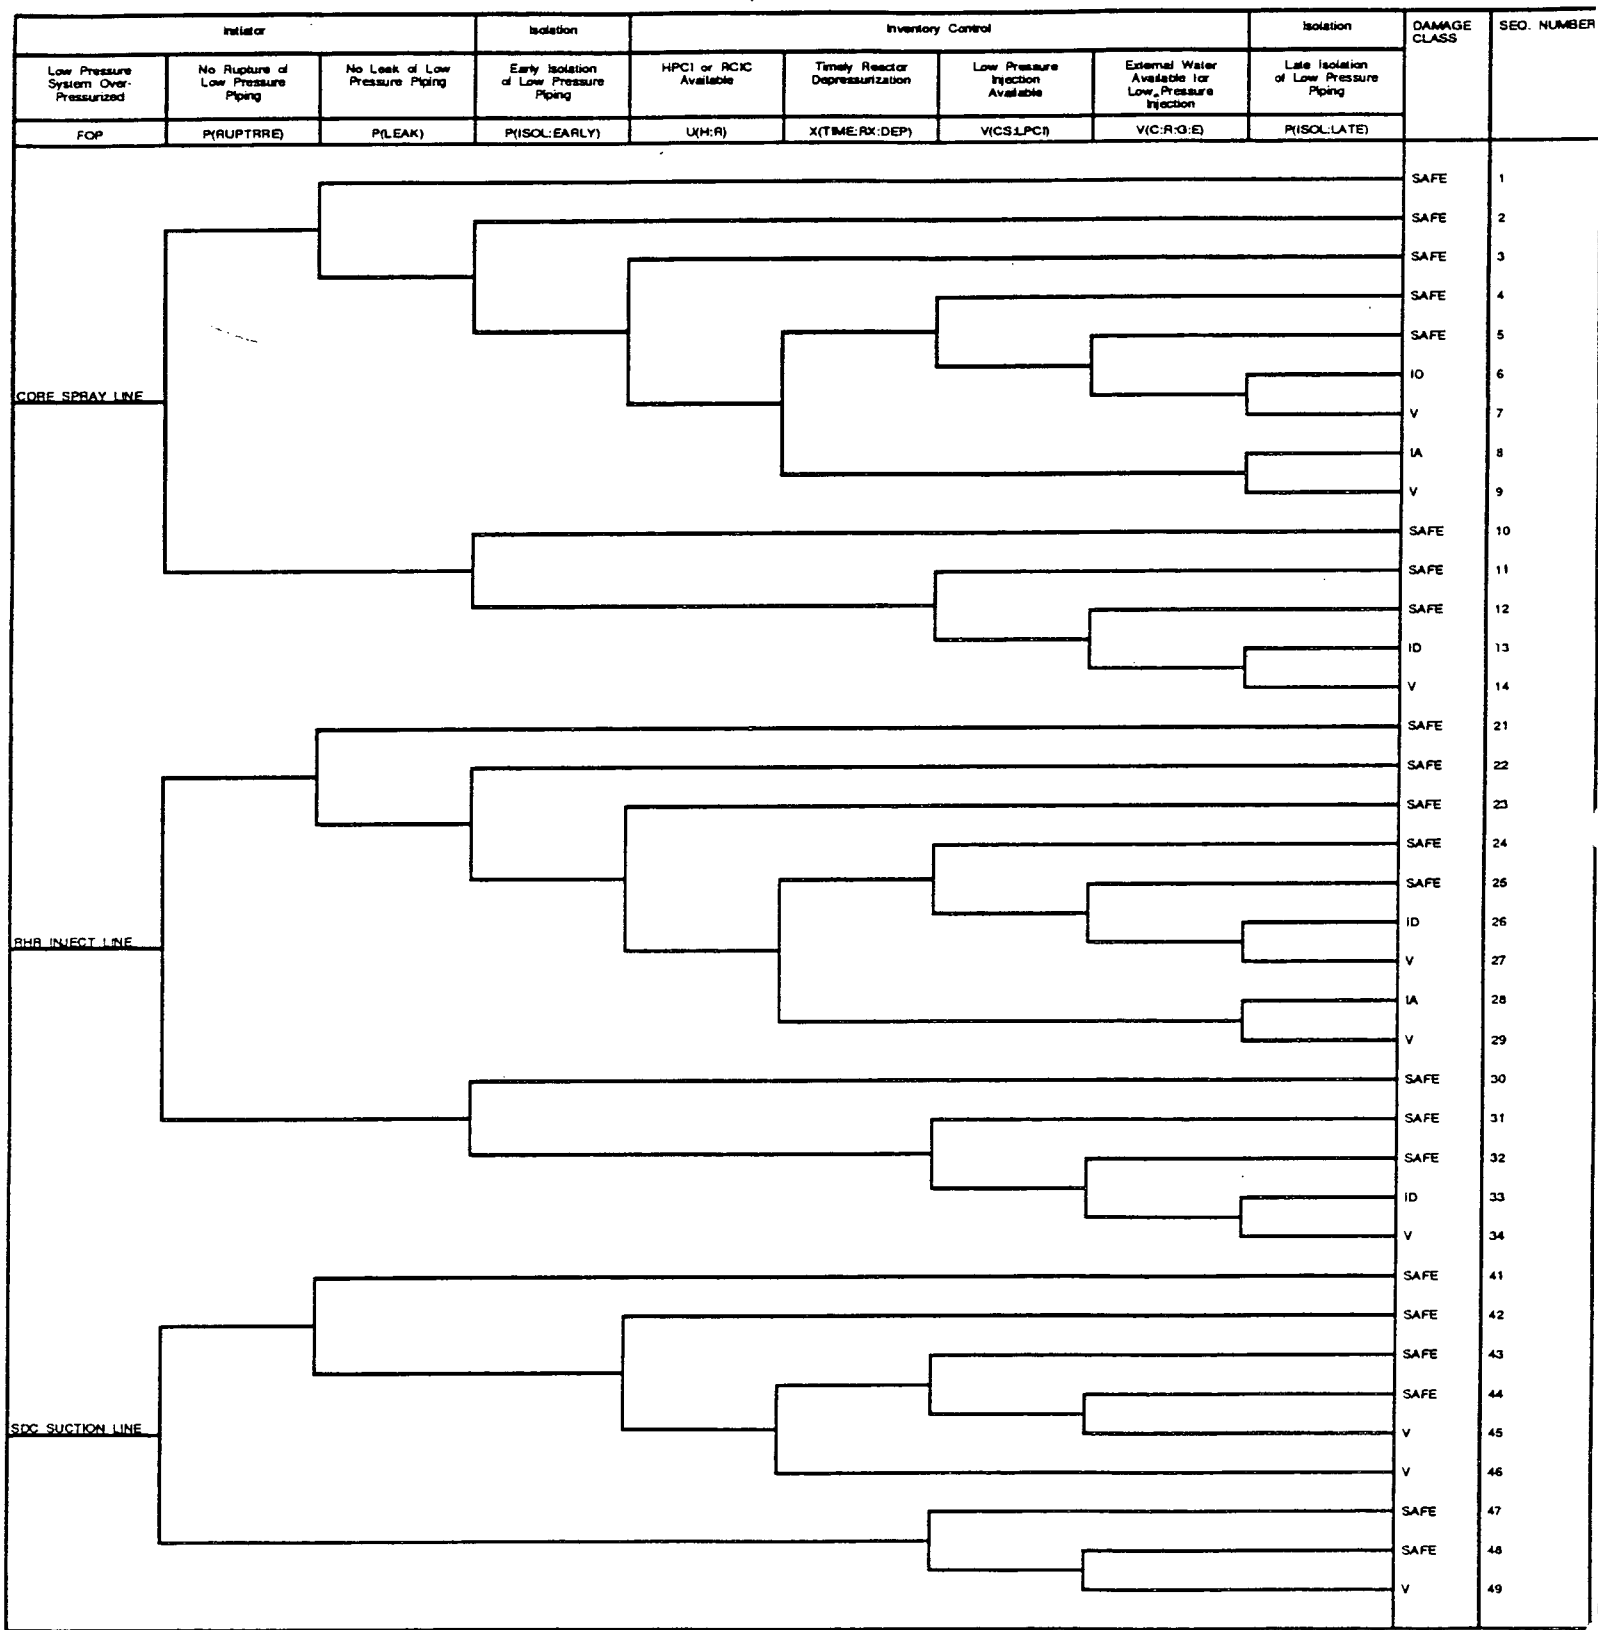 Initiator
Isolation
Inventory Control
Isolation
DAMAGE
CLASS
SEQ. NUMBER
Low Pressure
System Over-
Pressurized
No Rupture of
Low Pressure
Piping
No Leak of Low
Pressure Piping
Early Isolation
of Low Pressure
Piping
HPCI or RCIC
Available
Timely Reactor
Depressurization
Low Pressure
Injection
Available
External Water
Available for
Low Pressure
Injection
Late Isolation
of Low Pressure
Piping
FOP
P(RUPTRRE)
P(LEAK)
P(ISOL:EARLY)
U(H:R)
X(TIME:RX:DEP)
V(CS:LPCI)
V(C:R:G:E)
P(ISOL:LATE)
SAFE 1
SAFE 2
SAFE 3
SAFE 4
SAFE 5
IO 6
CORE SPRAY LINE
V 7
IA 8
V 9
SAFE 10
SAFE 11
SAFE 12
ID 13
V 14
SAFE 21
SAFE 22
SAFE 23
SAFE 24
SAFE 25
ID 26
RHR INJECT LINE
V 27
IA 28
V 29
SAFE 30
SAFE 31
SAFE 32
ID 33
V 34
SAFE 41
SAFE 42
SAFE 43
SAFE 44
SDC SUCTION LINE
V 45
V 46
SAFE 47
SAFE 48
V 49